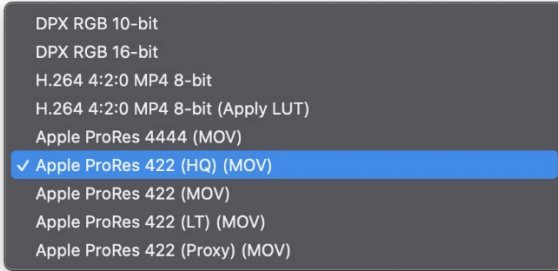 DPX RGB 10-bit
DPX RGB 16-bit
H.264 4:2:0 MP4 8-bit
H.264 4:2:0 MP4 8-bit (Apply LUT)
Apple ProRes 4444 (MOV)
✓ Apple ProRes 422 (HQ) (MOV)
Apple ProRes 422 (MOV)
Apple ProRes 422 (LT) (MOV)
Apple ProRes 422 (Proxy) (MOV)